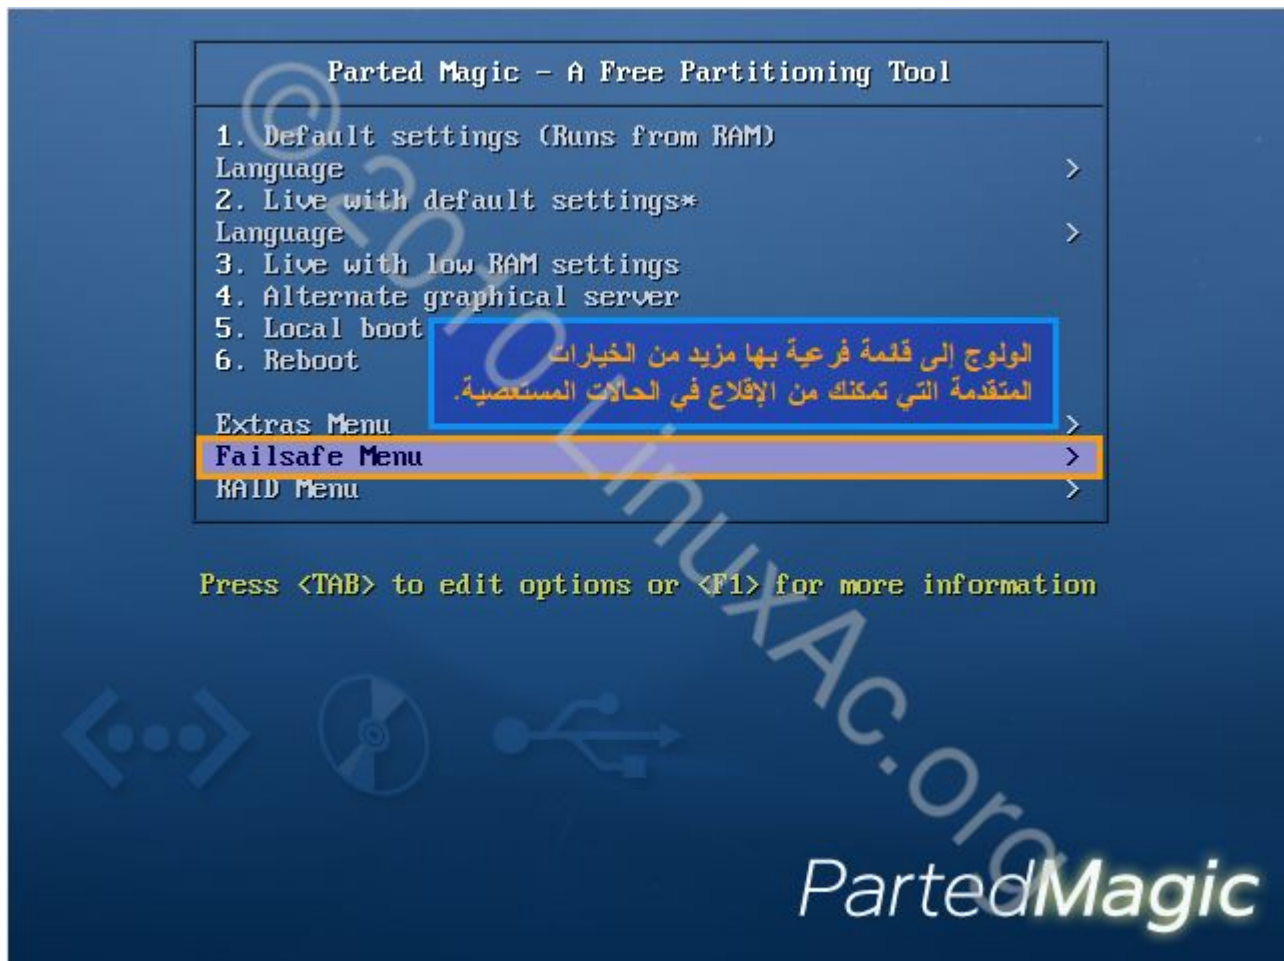 Parted Magic - A Free Partitioning Tool
1. Default settings (Runs from RAM)
Language >
2. Live with default settings*
Language >
3. Live with low RAM settings
4. Alternate graphical server
5. Local boot
6. Reboot
الولوج إلى قائمة فرعية بها مزيد من الخيارات
المتقدمة التي تمكنك من الإقلاع في الحالات المستعصية.
Extras Menu >
Failsafe Menu >
RAID Menu >
Press <TAB> to edit options or <F1> for more information
© 2010 LinuxAc.org
PartedMagic